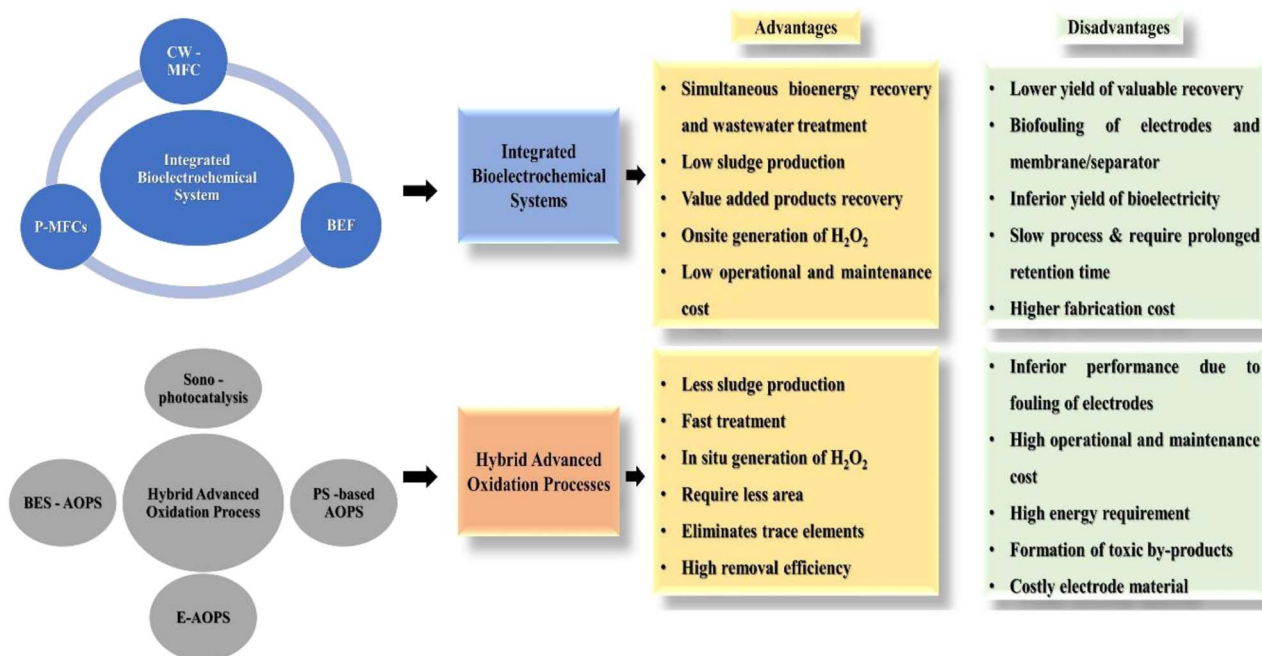 CW -
MFC
Integrated
Bioelectrochemical
System
P-MFCs
BEF
Integrated
Bioelectrochemical
Systems
Advantages
• Simultaneous bioenergy recovery
and wastewater treatment
• Low sludge production
• Value added products recovery
• Onsite generation of H₂O₂
• Low operational and maintenance
cost
Disadvantages
• Lower yield of valuable recovery
• Biofouling of electrodes and
membrane/separator
• Inferior yield of bioelectricity
• Slow process & require prolonged
retention time
• Higher fabrication cost
Sono -
photocatalysis
BES - AOPS
Hybrid Advanced
Oxidation Process
PS -based
AOPS
E-AOPS
Hybrid Advanced
Oxidation Processes
• Less sludge production
• Fast treatment
• In situ generation of H₂O₂
• Require less area
• Eliminates trace elements
• High removal efficiency
• Inferior performance due to
fouling of electrodes
• High operational and maintenance
cost
• High energy requirement
• Formation of toxic by-products
• Costly electrode material